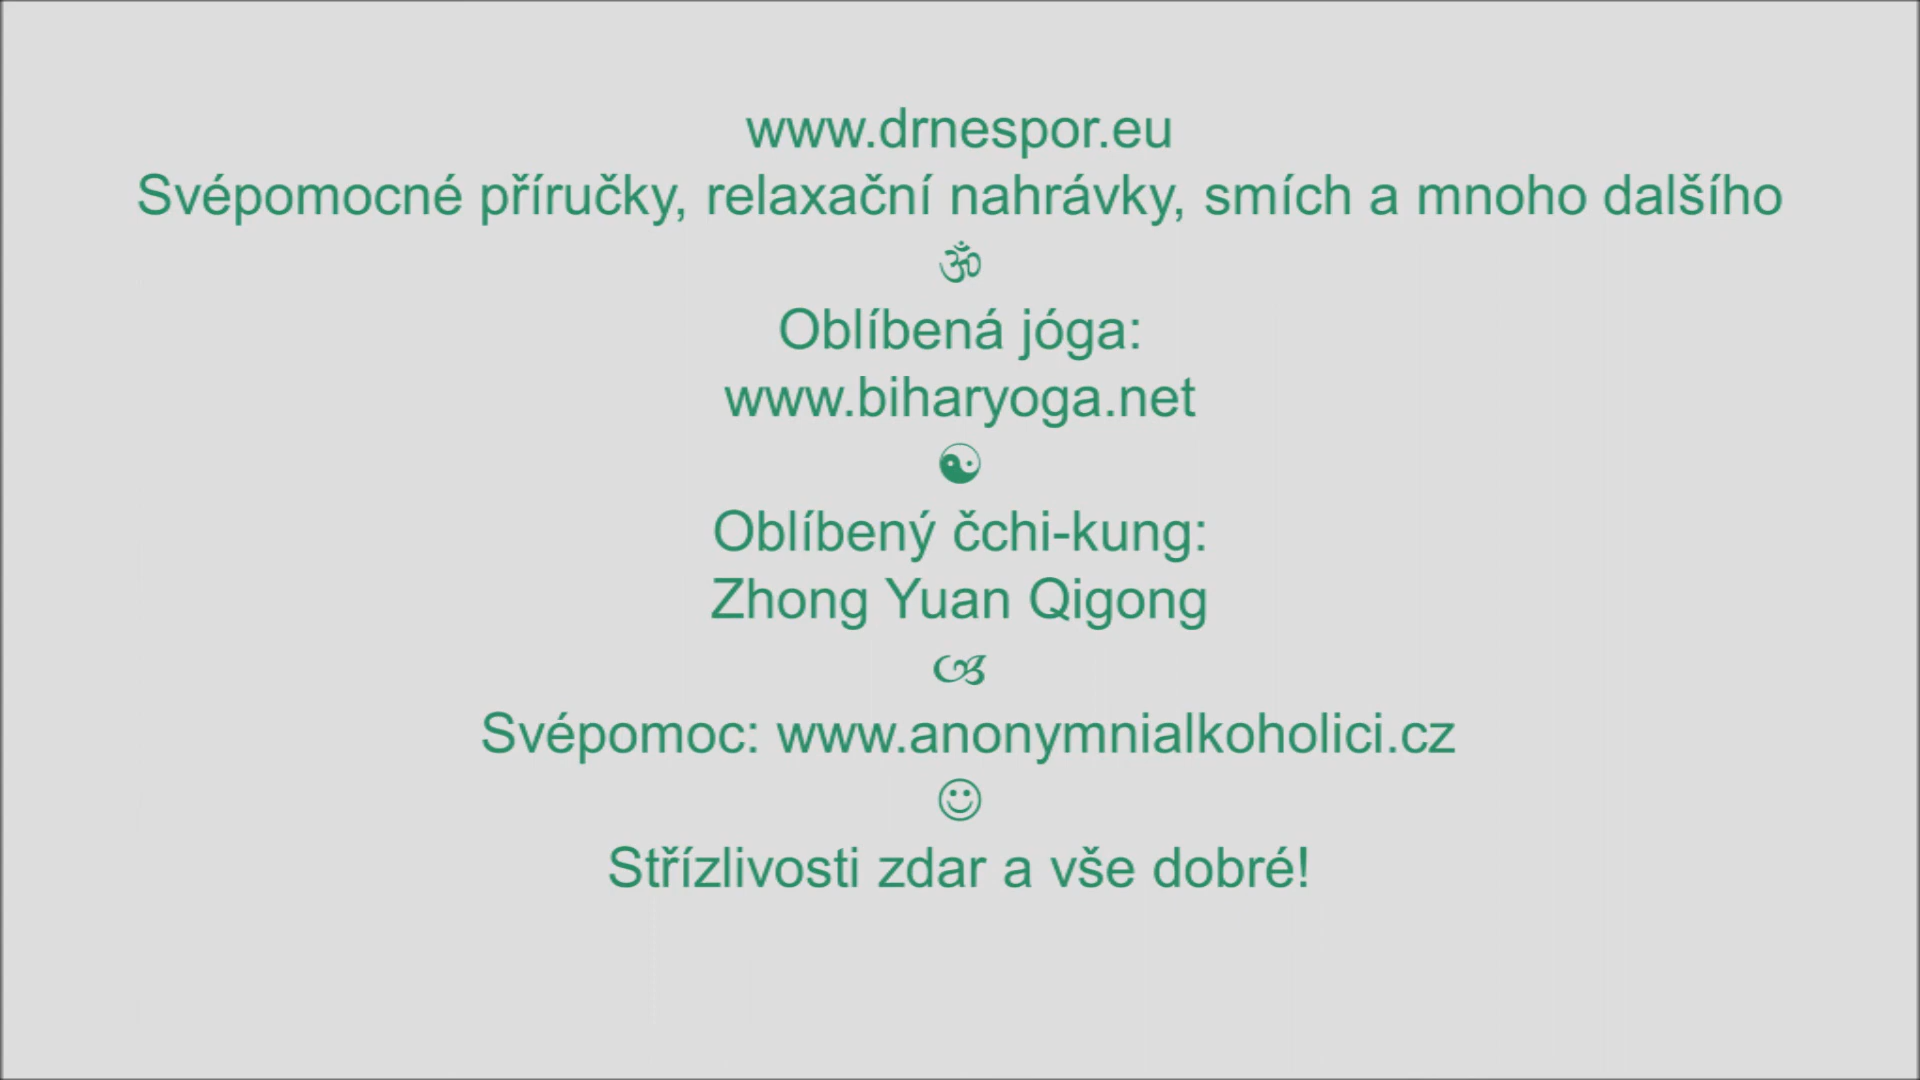 www.drnespor.eu
Svépomocné příručky, relaxační nahrávky, smích a mnoho dalšího
ॐ
Oblíbená jóga:
www.biharyoga.net
☯
Oblíbený čchi-kung:
Zhong Yuan Qigong
Svépomoc: www.anonymnialkoholici.cz
☺
Střízlivosti zdar a vše dobré!